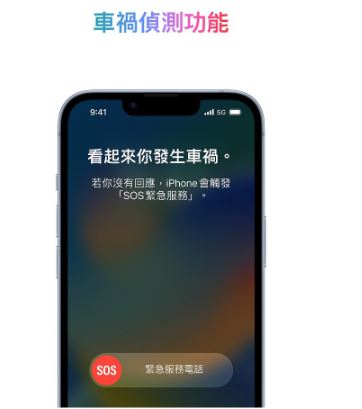 車禍偵測功能
9:41
5G
看起來你發生車禍。
若你沒有回應，iPhone 會觸發
「SOS 緊急服務」。
SOS 緊急服務電話